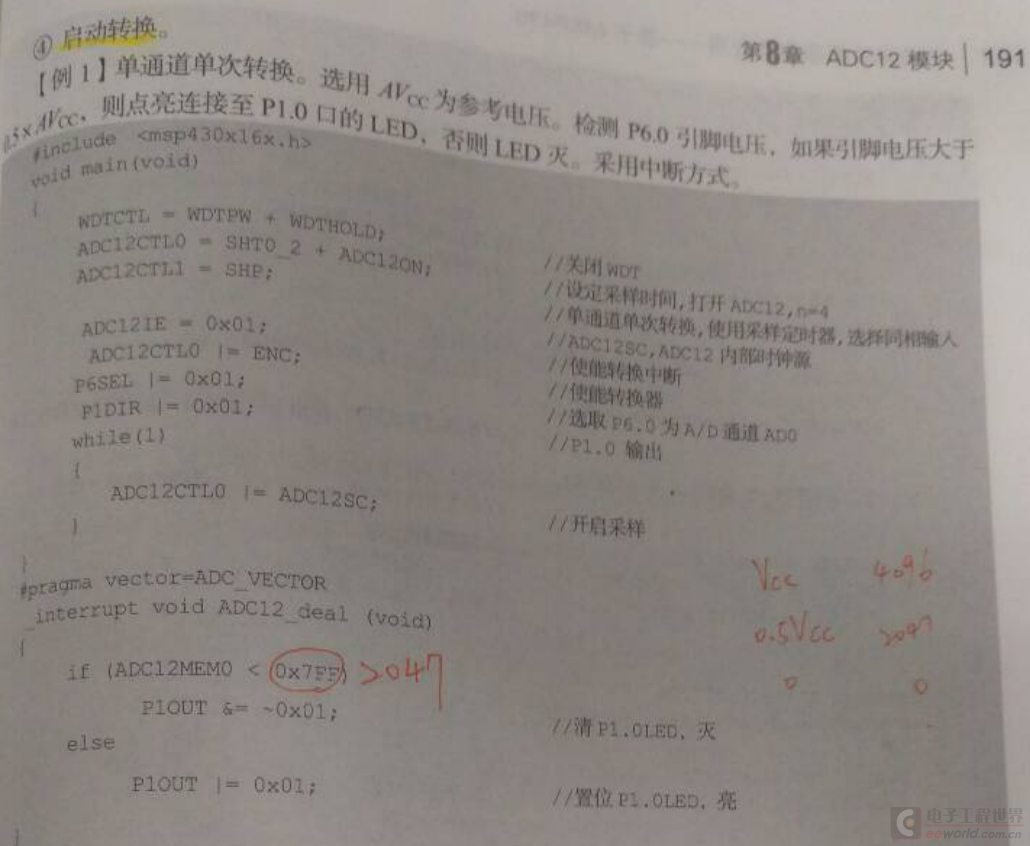 第8章 ADC12 模块 | 191
④ 启动转换。
【例 1】单通道单次转换。选用 AVCC 为参考电压。检测 P6.0 引脚电压，如果引脚电压大于
0.5×AVCC，则点亮连接至 P1.0 口的 LED，否则 LED 灭。采用中断方式。
#include <msp430x16x.h>
void main(void)
{
WDTCTL = WDTPW + WDTHOLD; //关闭 WDT
ADC12CTL0 = SHT0_2 + ADC12ON; //设定采样时间,打开 ADC12,n=4
ADC12CTL1 = SHP; //单通道单次转换,使用采样定时器,选择同相输入
//ADC12SC,ADC12 内部时钟源
ADC12IE = 0x01; //使能转换中断
ADC12CTL0 |= ENC; //使能转换器
P6SEL |= 0x01; //选取 P6.0 为 A/D 通道 AD0
P1DIR |= 0x01; //P1.0 输出
while(1)
{
ADC12CTL0 |= ADC12SC; //开启采样
}
}
#pragma vector=ADC_VECTOR
_interrupt void ADC12_deal (void)
{
if (ADC12MEM0 < 0x7FF) 2047
P1OUT &= ~0x01; //清 P1.0LED, 灭
else
P1OUT |= 0x01; //置位 P1.0LED, 亮
}
Vcc 4096
0.5Vcc 2047
0 0
电子工程世界
eeworld.com.cn